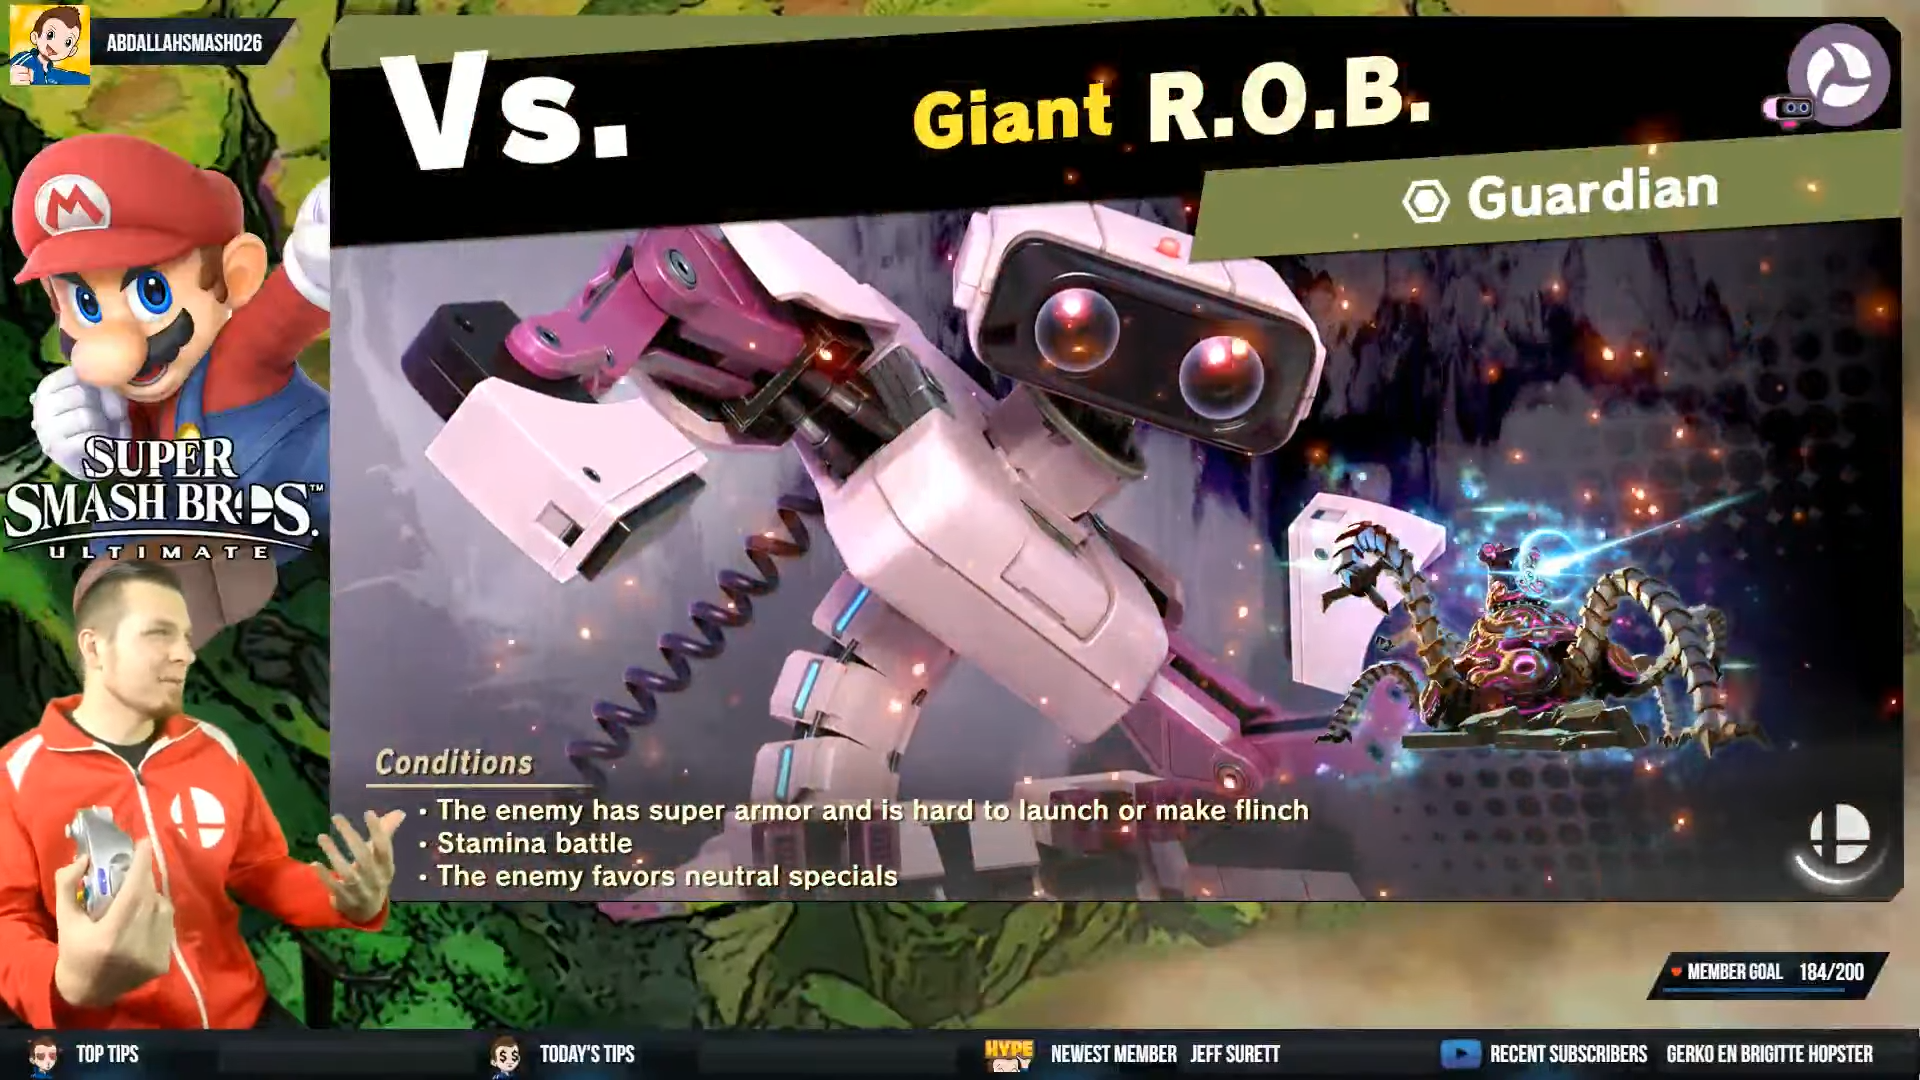 ABDALLAHSMASH026
Vs.
Giant R.O.B.
Guardian
M
SUPER
SMASH BROS.™
ULTIMATE
Conditions
• The enemy has super armor and is hard to launch or make flinch
• Stamina battle
• The enemy favors neutral specials
MEMBER GOAL 184/200
TOP TIPS
TODAY'S TIPS
HYPE
NEWEST MEMBER JEFF SURETT
RECENT SUBSCRIBERS GERKO EN BRIGITTE HOPSTER